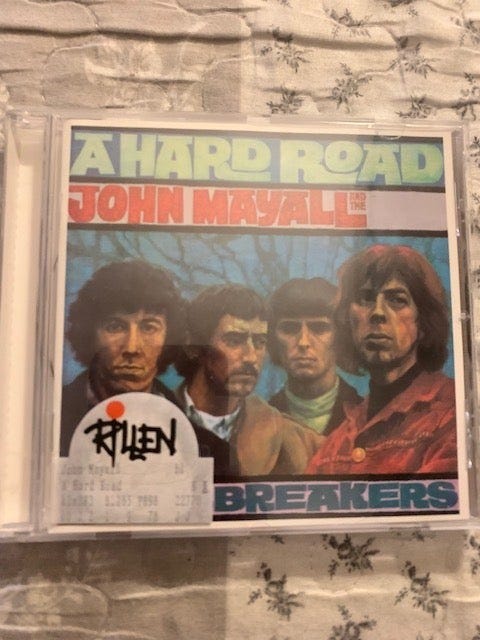 A HARD ROAD
JOHN MAYALL AND THE
RILLEN
John Mayall
A Hard Road
BREAKERS